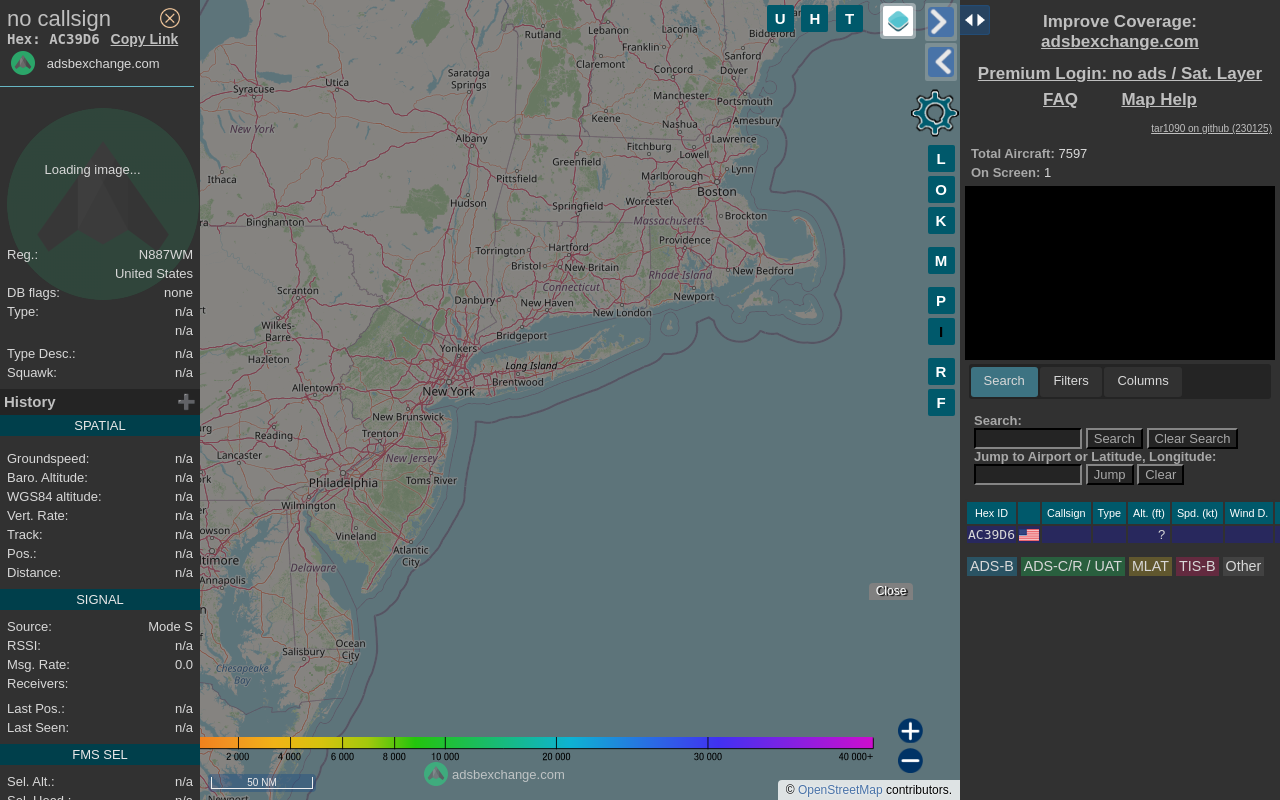 no callsign
Hex: AC39D6 Copy Link
adsbexchange.com
Loading image...
Reg.: N887WM
United States
DB flags: none
Type: n/a
n/a
Type Desc.: n/a
Squawk: n/a
History
SPATIAL
Groundspeed: n/a
Baro. Altitude: n/a
WGS84 altitude: n/a
Vert. Rate: n/a
Track: n/a
Pos.: n/a
Distance: n/a
SIGNAL
Source: Mode S
RSSI: n/a
Msg. Rate: 0.0
Receivers:
Last Pos.: n/a
Last Seen: n/a
FMS SEL
Sel. Alt.: n/a
U H T
L
O
K
M
P
I
R
F
Rutland
Lebanon
Laconia
Biddeford
Franklin
Sanford
Claremont
Concord
Dover
Saratoga
Springs
Utica
Syracuse
Manchester
Portsmouth
Keene
Nashua
Amesbury
New York
Albany
Fitchburg
Lawrence
Greenfield
Lowell
Ithaca
Pittsfield
Marlborough
Lynn
Boston
Hudson
Springfield
Worcester
Binghamton
Massachusetts
Brockton
Providence
Torrington
Hartford
Bristol
New Britain
Rhode Island
New Bedford
Scranton
Connecticut
Danbury
New Haven
Newport
New London
Wilkes-
Barre
Bridgeport
Hazleton
Yonkers
Long Island
Allentown
New York
Brentwood
New Brunswick
Reading
Trenton
Lancaster
New Jersey
Philadelphia
Toms River
Wilmington
Vineland
Atlantic
City
Delaware
Annapolis
Close
Ocean
City
Salisbury
Chesapeake
Bay
2 000 4 000 6 000 8 000 10 000 20 000 30 000 40 000+
adsbexchange.com
50 NM
© OpenStreetMap contributors.
Improve Coverage:
adsbexchange.com
Premium Login: no ads / Sat. Layer
FAQ Map Help
tar1090 on github (230125)
Total Aircraft: 7597
On Screen: 1
Search Filters Columns
Search:
Search Clear Search
Jump to Airport or Latitude, Longitude:
Jump Clear
Hex ID Callsign Type Alt. (ft) Spd. (kt) Wind D.
AC39D6 ?
ADS-B ADS-C/R / UAT MLAT TIS-B Other